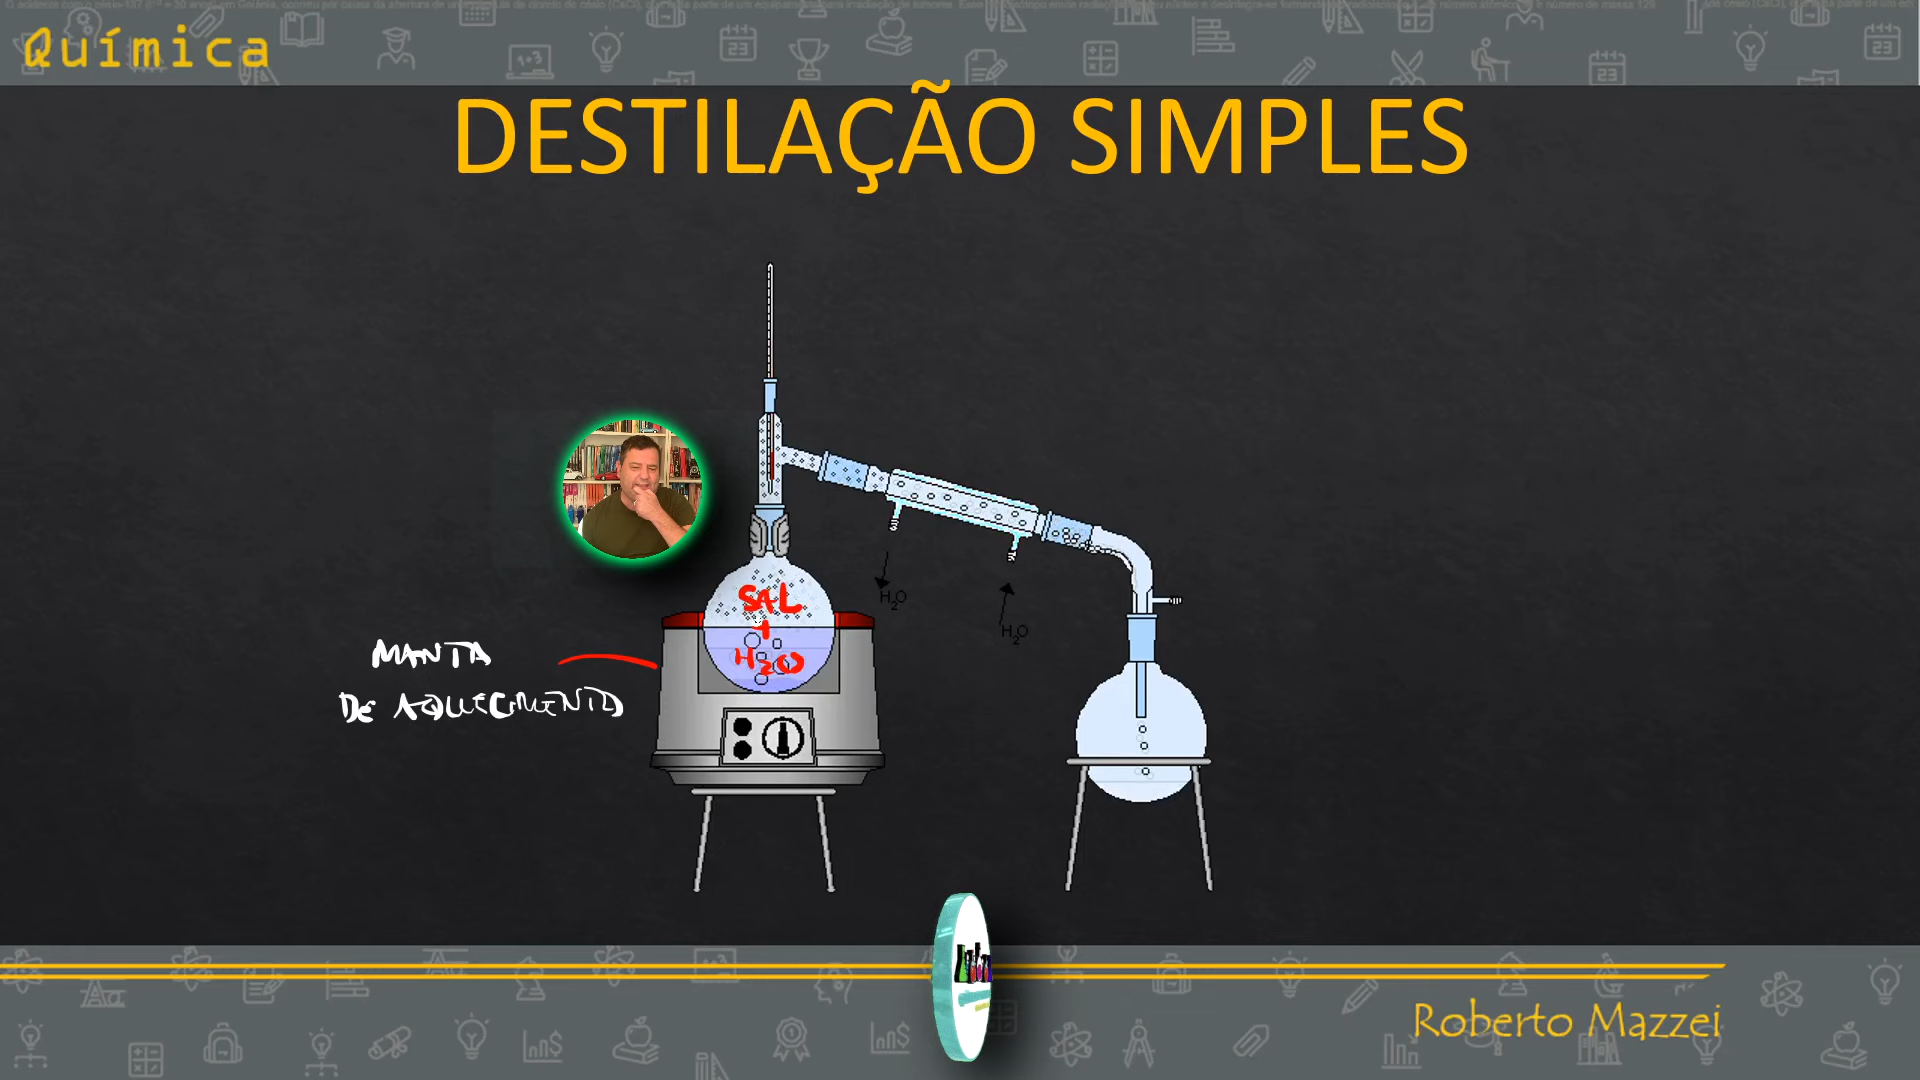 Química
DESTILAÇÃO SIMPLES
SAL
+
H2O
MANTA
DE AQUECIMENTO
H2O
H2O
Roberto Mazzei